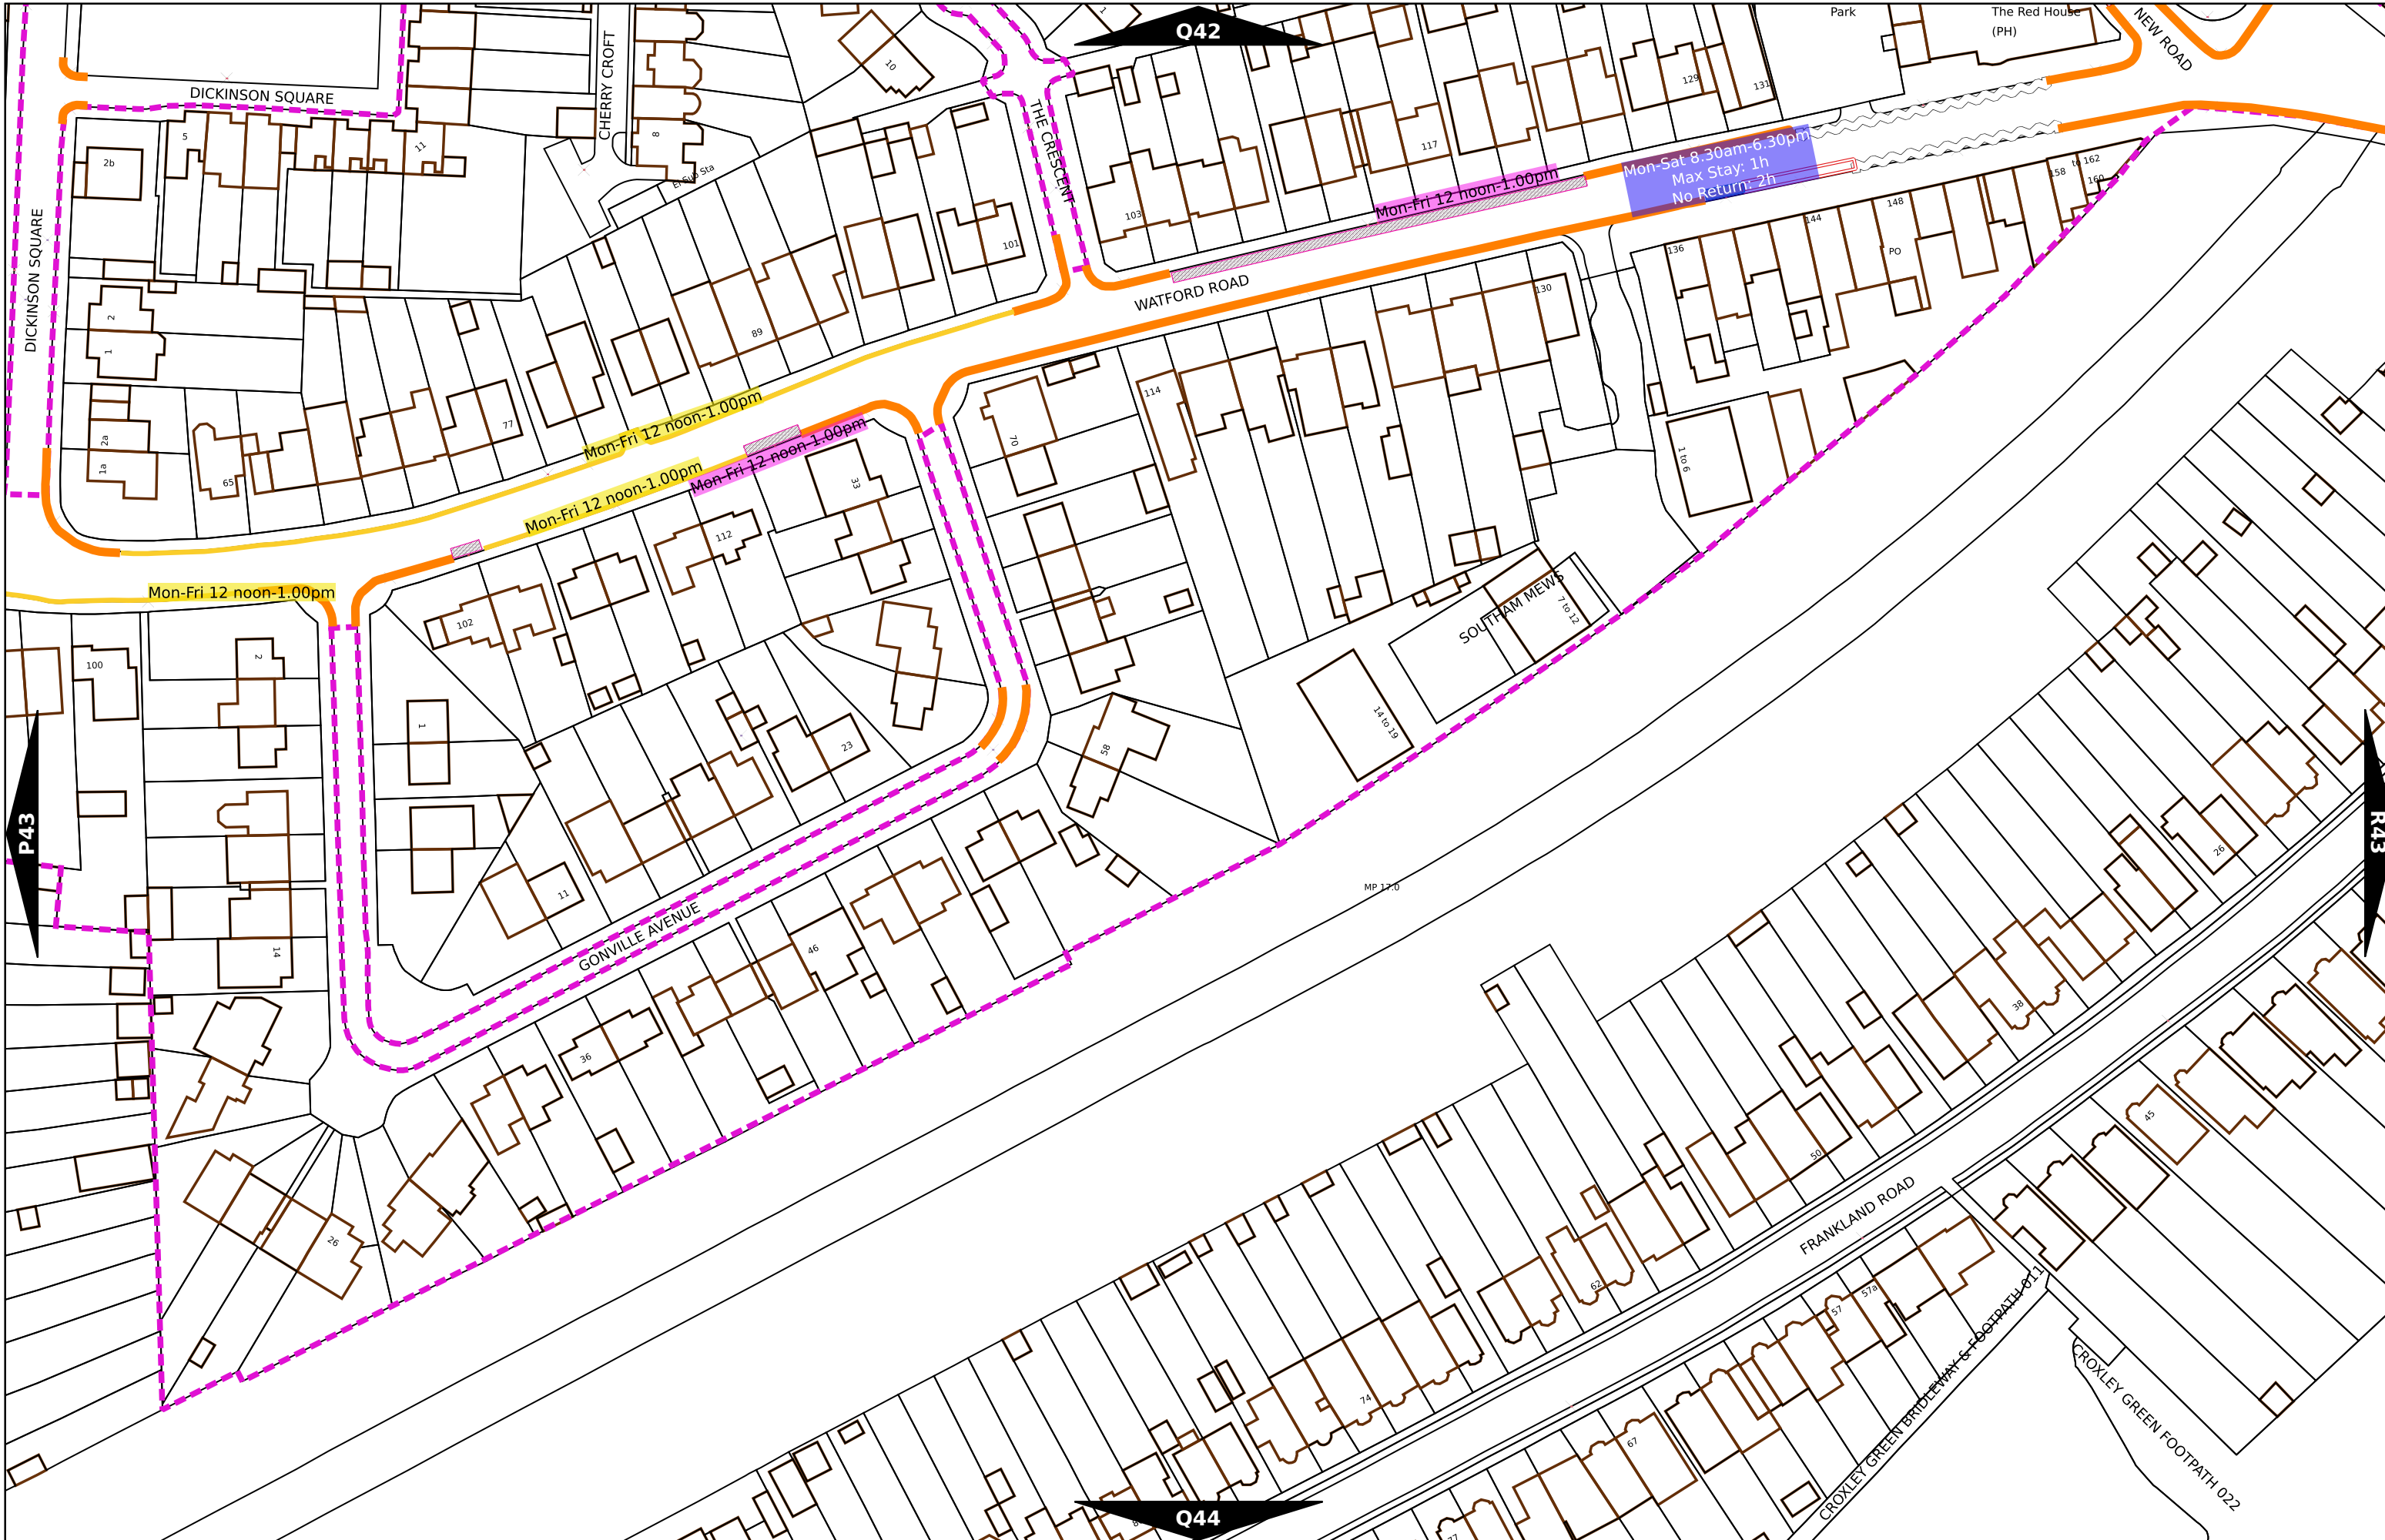 Q42
Park
The Red House
(PH)
NEW ROAD
1
10
129
131
DICKINSON SQUARE
CHERRY CROFT
8
THE CRESCENT
117
Mon-Sat 8.30am-6.30pm
Max Stay: 1h
No Return: 2h
5
11
2b
El Sub Sta
Mon-Fri 12 noon-1.00pm
103
101
to 162
158
160
148
144
136
PO
DICKINSON SQUARE
WATFORD ROAD
130
2
1
89
77
114
70
Mon-Fri 12 noon-1.00pm
Mon-Fri 12 noon-1.00pm
Mon-Fri 12 noon-1.00pm
2a
1a
65
33
1 to 6
112
Mon-Fri 12 noon-1.00pm
102
SOUTHAM MEWS
7 to 12
100
2
1
23
58
14 to 19
P43
R43
26
MP 17.0
11
GONVILLE AVENUE
46
14
36
38
45
50
26
FRANKLAND ROAD
62
57
57a
74
67
CROXLEY GREEN BRIDLEWAY & FOOTPATH 011
CROXLEY GREEN FOOTPATH 022
Q44
77